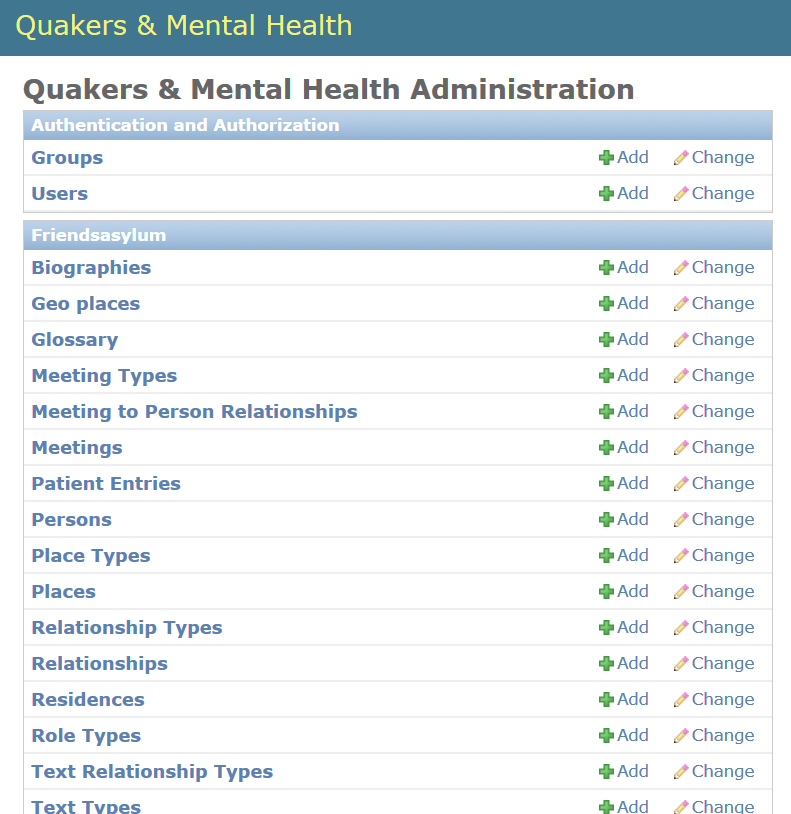 Quakers & Mental Health
Quakers & Mental Health Administration
Authentication and Authorization
Groups Add Change
Users Add Change
Friendsasylum
Biographies Add Change
Geo places Add Change
Glossary Add Change
Meeting Types Add Change
Meeting to Person Relationships Add Change
Meetings Add Change
Patient Entries Add Change
Persons Add Change
Place Types Add Change
Places Add Change
Relationship Types Add Change
Relationships Add Change
Residences Add Change
Role Types Add Change
Text Relationship Types Add Change
Text Types Add Change